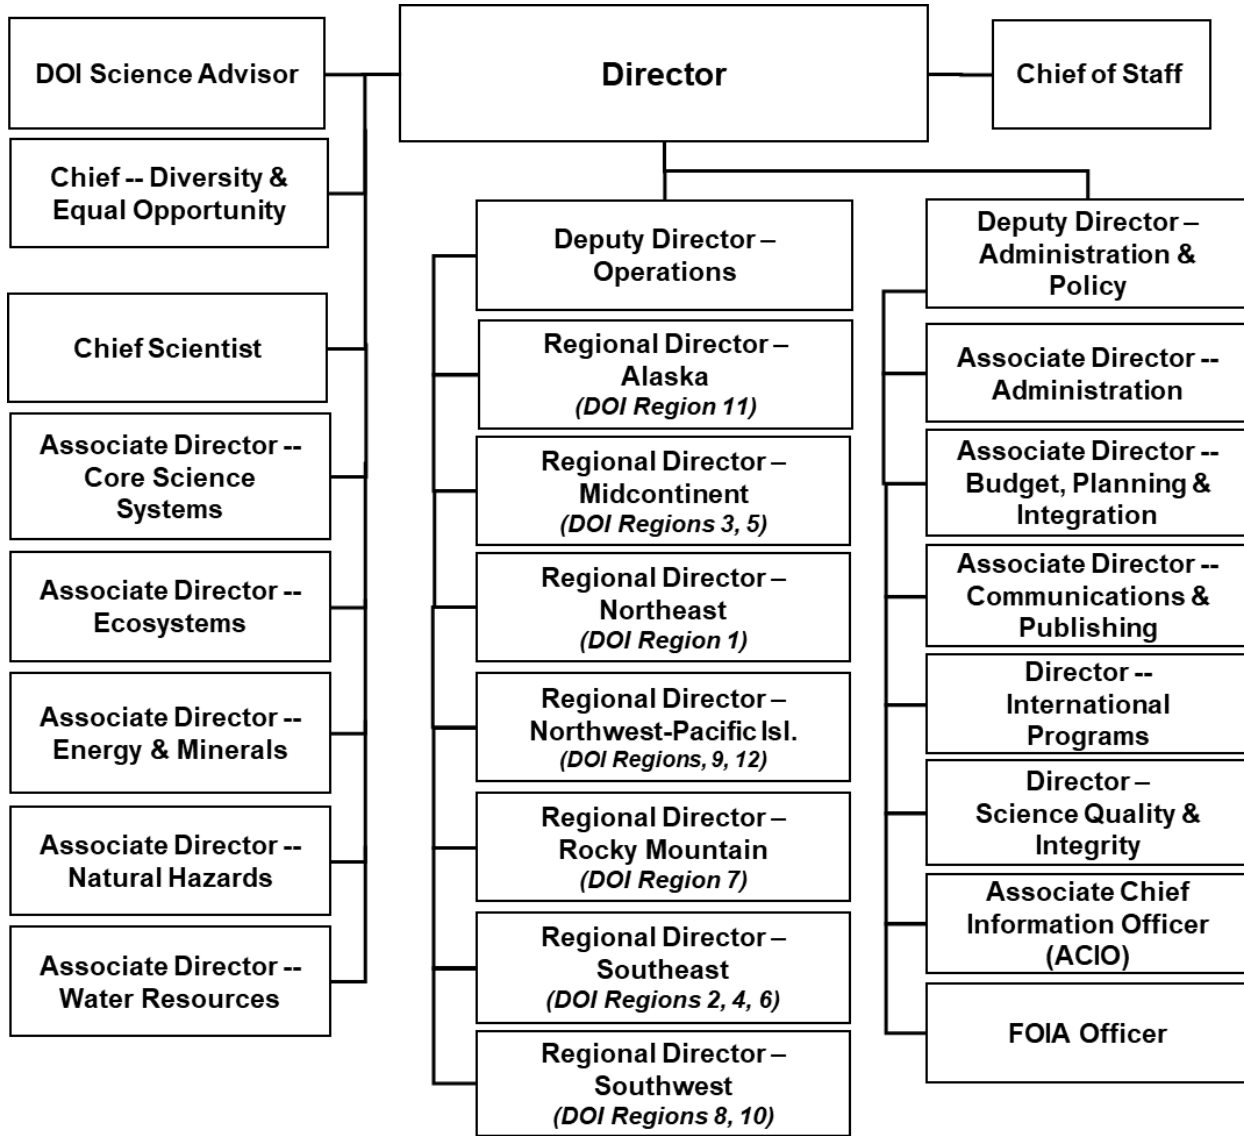 DOI Science Advisor
Director
Chief of Staff
Chief -- Diversity &
Equal Opportunity
Chief Scientist
Associate Director --
Core Science
Systems
Associate Director --
Ecosystems
Associate Director --
Energy & Minerals
Associate Director --
Natural Hazards
Associate Director --
Water Resources
Deputy Director –
Operations
Regional Director –
Alaska
(DOI Region 11)
Regional Director –
Midcontinent
(DOI Regions 3, 5)
Regional Director –
Northeast
(DOI Region 1)
Regional Director –
Northwest-Pacific Isl.
(DOI Regions, 9, 12)
Regional Director –
Rocky Mountain
(DOI Region 7)
Regional Director –
Southeast
(DOI Regions 2, 4, 6)
Regional Director –
Southwest
(DOI Regions 8, 10)
Deputy Director –
Administration &
Policy
Associate Director --
Administration
Associate Director --
Budget, Planning &
Integration
Associate Director --
Communications &
Publishing
Director --
International
Programs
Director –
Science Quality &
Integrity
Associate Chief
Information Officer
(ACIO)
FOIA Officer